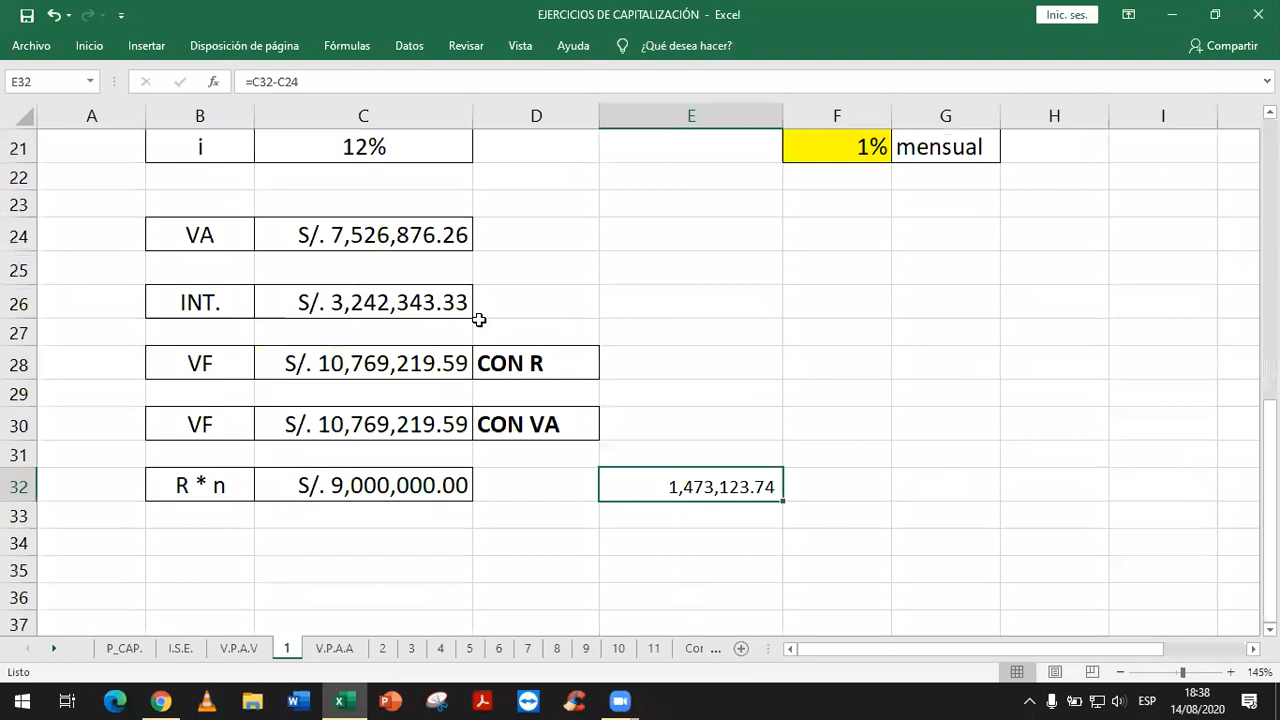 EJERCICIOS DE CAPITALIZACIÓN - Excel
Inic. ses.
Archivo Inicio Insertar Disposición de página Fórmulas Datos Revisar Vista Ayuda ¿Qué desea hacer? Compartir
E32 fx =C32-C24
A B C D E F G H I
21 i 12% 1% mensual
22
23
24 VA S/. 7,526,876.26
25
26 INT. S/. 3,242,343.33
27
28 VF S/. 10,769,219.59 CON R
29
30 VF S/. 10,769,219.59 CON VA
31
32 R * n S/. 9,000,000.00 1,473,123.74
33
34
35
36
37
P_CAP. I.S.E. V.P.A.V 1 V.P.A.A 2 3 4 5 6 7 8 9 10 11 Cor ...
Listo 145%
ESP 18:38
14/08/2020